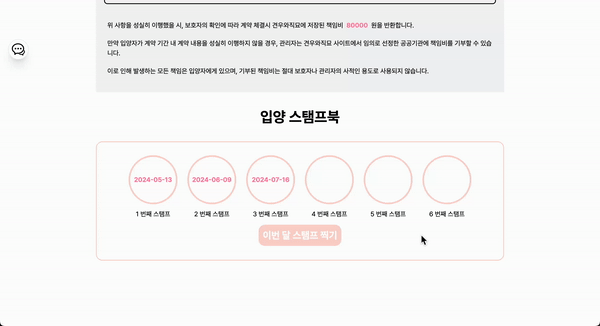 위 사항을 성실히 이행했을 시, 보호자의 확인에 따라 계약 체결시 견우와직묘에 저장된 책임비 80000 원을 반환합니다.
만약 입양자가 계약 기간 내 계약 내용을 성실히 이행하지 않을 경우, 관리자는 견우와직묘 사이트에서 임의로 선정한 공공기관에 책임비를 기부할 수 있습
니다.
이로 인해 발생하는 모든 책임은 입양자에게 있으며, 기부된 책임비는 절대 보호자나 관리자의 사적인 용도로 사용되지 않습니다.
입양 스탬프북
2024-05-13 2024-06-09 2024-07-16
1 번째 스탬프 2 번째 스탬프 3 번째 스탬프 4 번째 스탬프 5 번째 스탬프 6 번째 스탬프
이번 달 스탬프 찍기